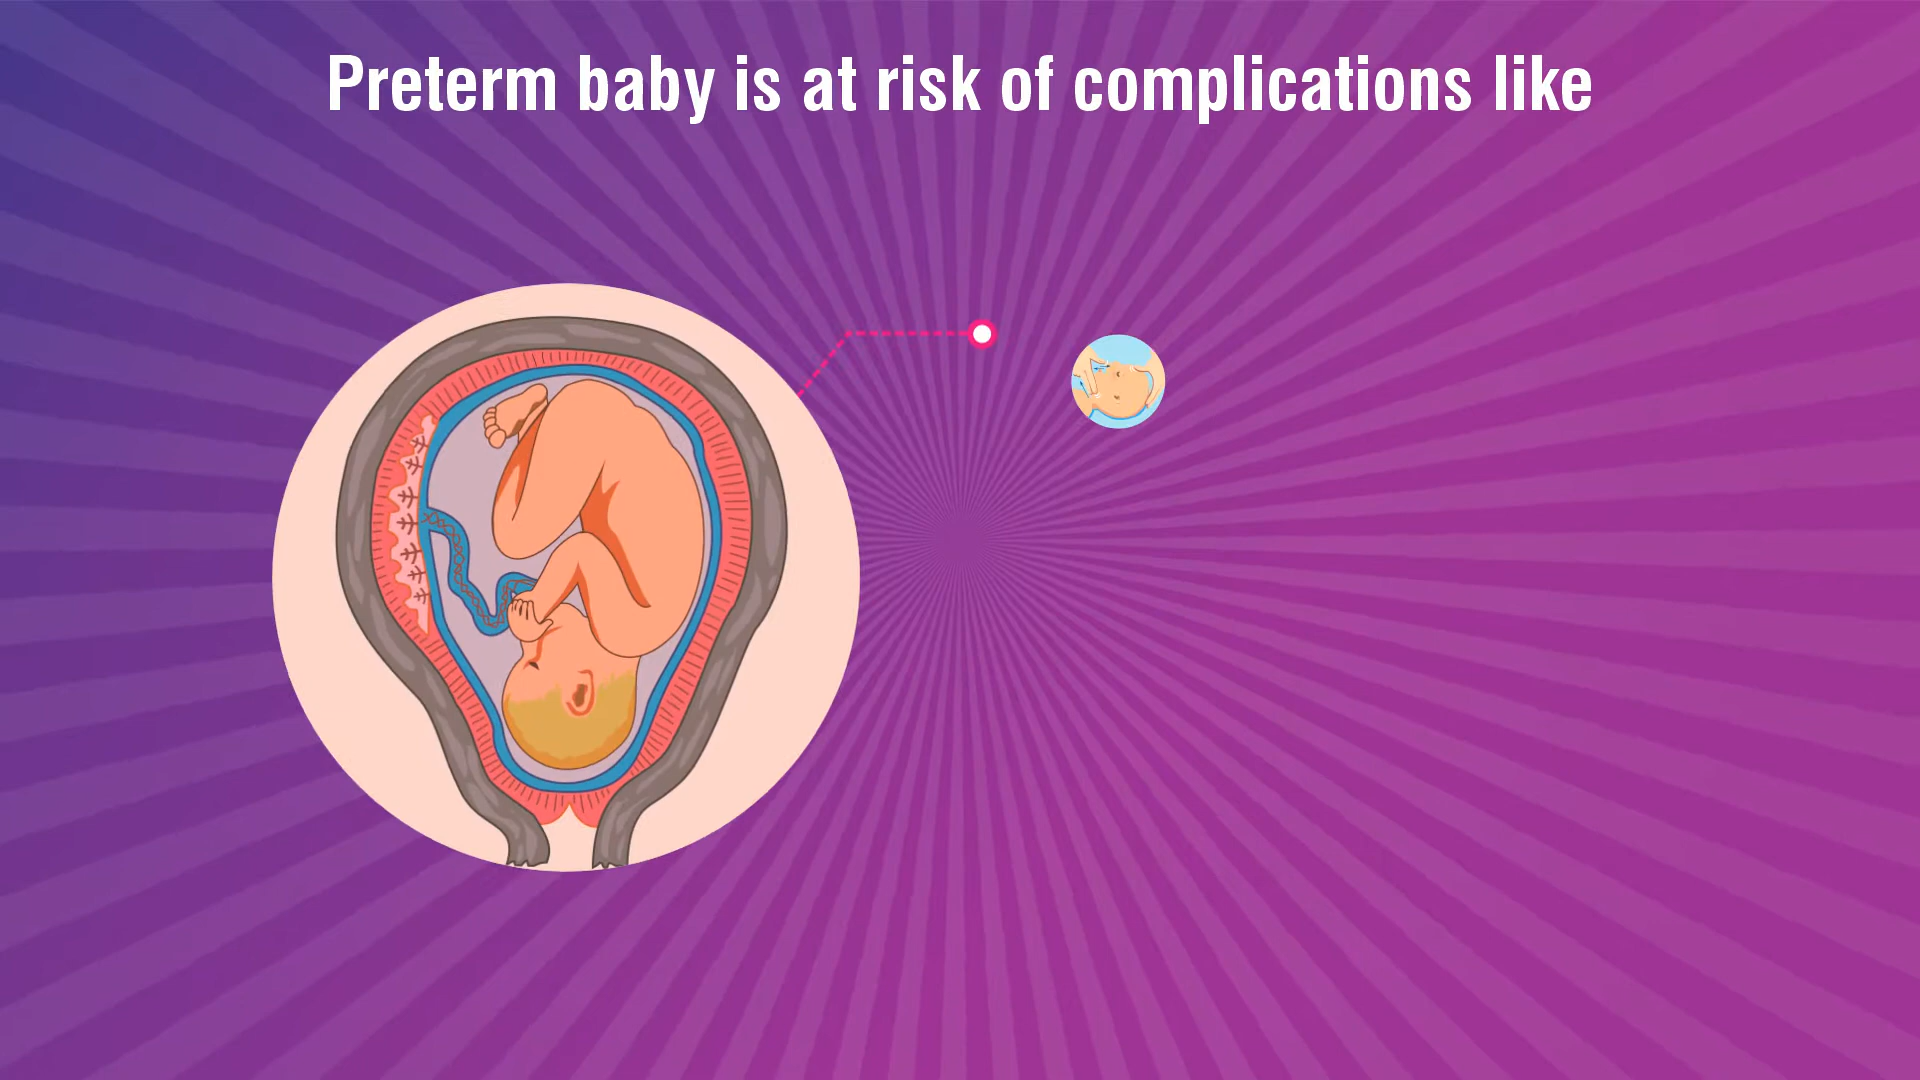 Preterm baby is at risk of complications like